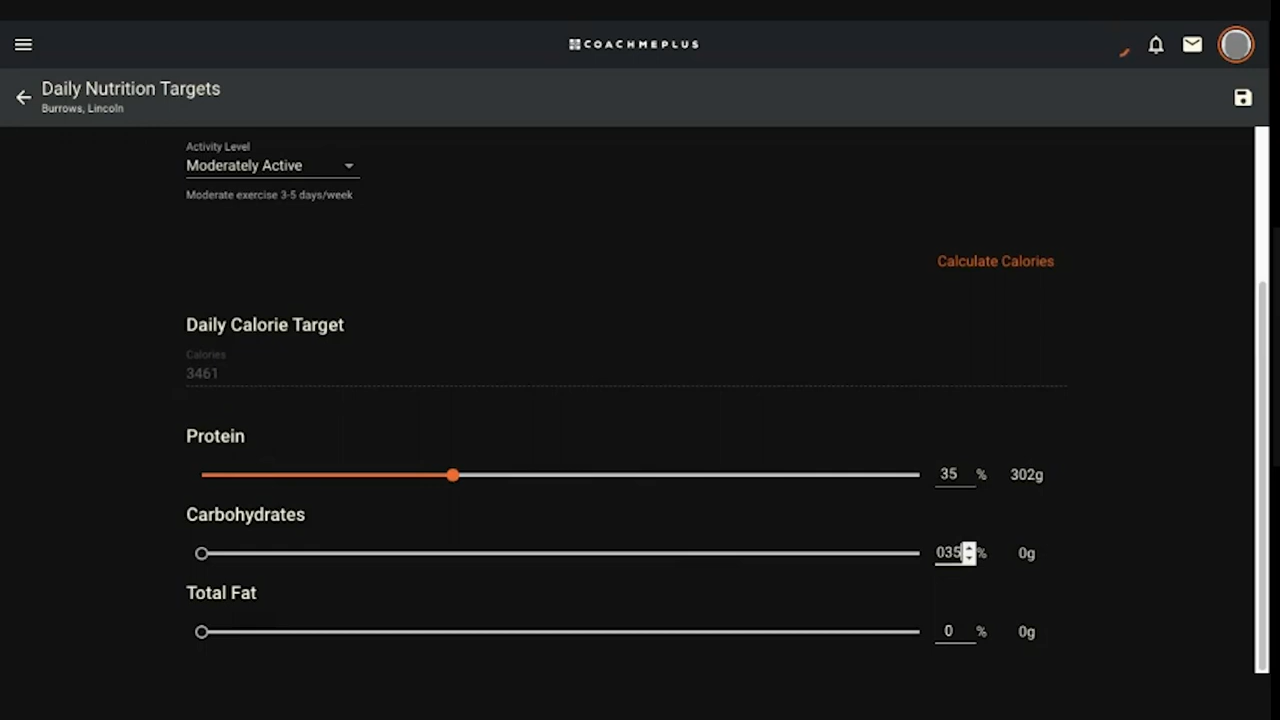 COACHMEPLUS
Daily Nutrition Targets
Burrows, Lincoln
Activity Level
Moderately Active
Moderate exercise 3-5 days/week
Calculate Calories
Daily Calorie Target
Calories
3461
Protein
35 % 302g
Carbohydrates
035 % 0g
Total Fat
0 % 0g